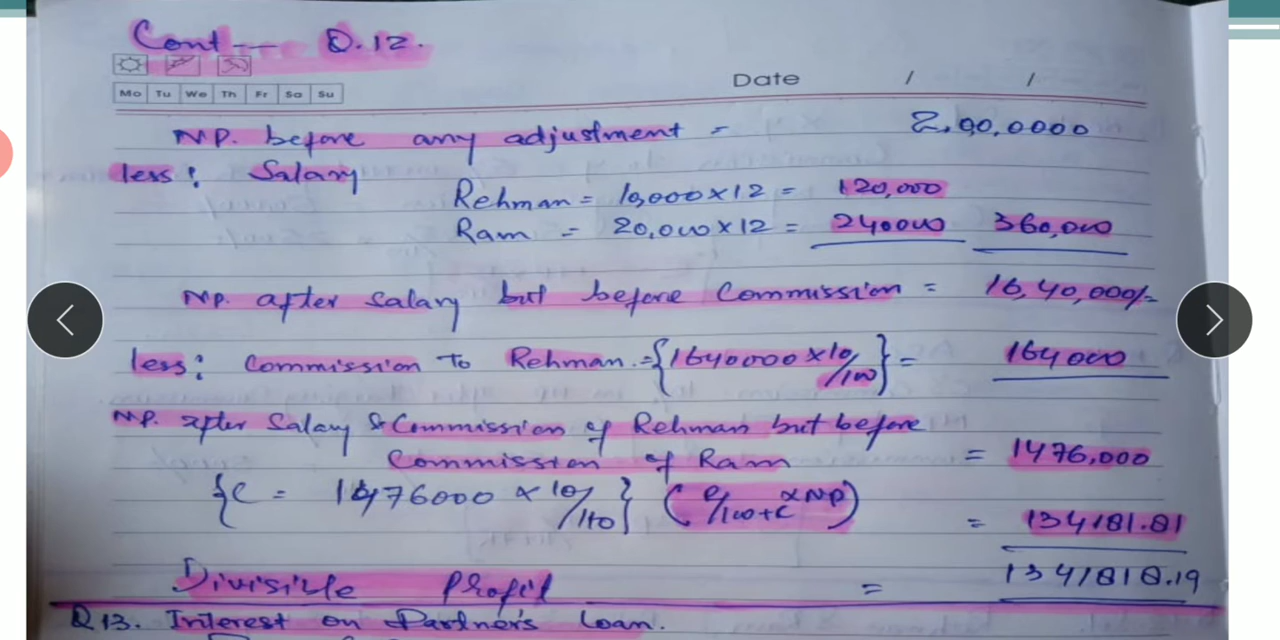 Cont--- Q.12.
Date / /
Mo Tu We Th Fr Sa Su
NP. before any adjustment = 2,00,0000
less: Salary
Rehman = 10,000 × 12 = 120,000
Ram = 20,000 × 12 = 240000 360,000
NP. after salary but before Commission = 16,40,000/-
less: Commission to Rehman = {1640000 × 10/100} = 164000
NP. after Salary & Commission of Rehman but before
Commission of Ram = 1476,000
{C = 1476000 × 10/110} (C/100+C × NP) = 134181.81
Divisible Profit = 1341818.19
Q13. Interest on Partner's Loan.